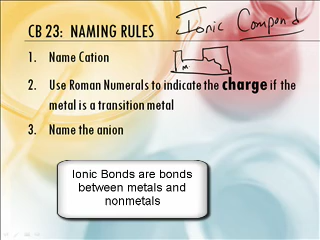 Ionic Compound
CB 23: NAMING RULES
1. Name Cation
M
2. Use Roman Numerals to indicate the charge if the
metal is a transition metal
3. Name the anion
Ionic Bonds are bonds
between metals and
nonmetals